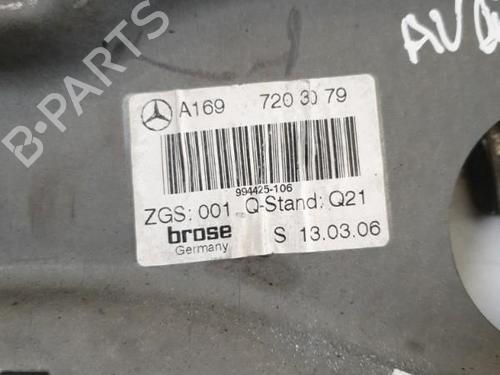 B-PARTS
AV
A169 720 30 79
994425-106
ZGS: 001 Q-Stand: Q21
brose
Germany S 13.03.06